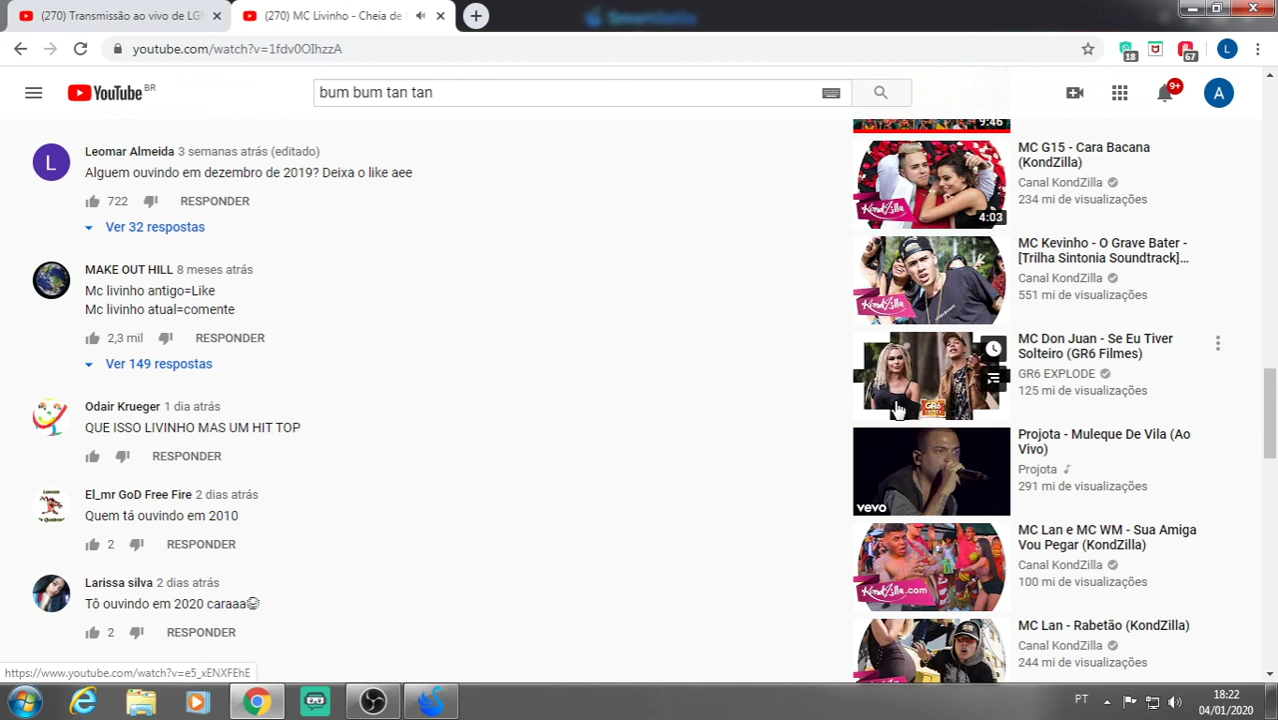 (270) Transmissão ao vivo de LGN
(270) MC Livinho - Cheia de
youtube.com/watch?v=1fdv0OIhzzA
18
67
L
YouTube BR
bum bum tan tan
9+
A
L
Leomar Almeida 3 semanas atrás (editado)
Alguem ouvindo em dezembro de 2019? Deixa o like aee
722 RESPONDER
Ver 32 respostas
MAKE OUT HILL 8 meses atrás
Mc livinho antigo=Like
Mc livinho atual=comente
2,3 mil RESPONDER
Ver 149 respostas
Odair Krueger 1 dia atrás
QUE ISSO LIVINHO MAS UM HIT TOP
RESPONDER
El_mr GoD Free Fire 2 dias atrás
Quem tá ouvindo em 2010
2 RESPONDER
Larissa silva 2 dias atrás
Tô ouvindo em 2020 caraaa😂
2 RESPONDER
9:46
MC G15 - Cara Bacana
(KondZilla)
Canal KondZilla
234 mi de visualizações
KondZilla
4:03
MC Kevinho - O Grave Bater -
[Trilha Sintonia Soundtrack]...
Canal KondZilla
551 mi de visualizações
KondZilla
MC Don Juan - Se Eu Tiver
Solteiro (GR6 Filmes)
GR6 EXPLODE
125 mi de visualizações
GR6
Projota - Muleque De Vila (Ao
Vivo)
Projota
291 mi de visualizações
vevo
MC Lan e MC WM - Sua Amiga
Vou Pegar (KondZilla)
Canal KondZilla
100 mi de visualizações
KondZilla.com
MC Lan - Rabetão (KondZilla)
Canal KondZilla
244 mi de visualizações
https://www.youtube.com/watch?v=e5_xENXFEhE
PT
18:22
04/01/2020